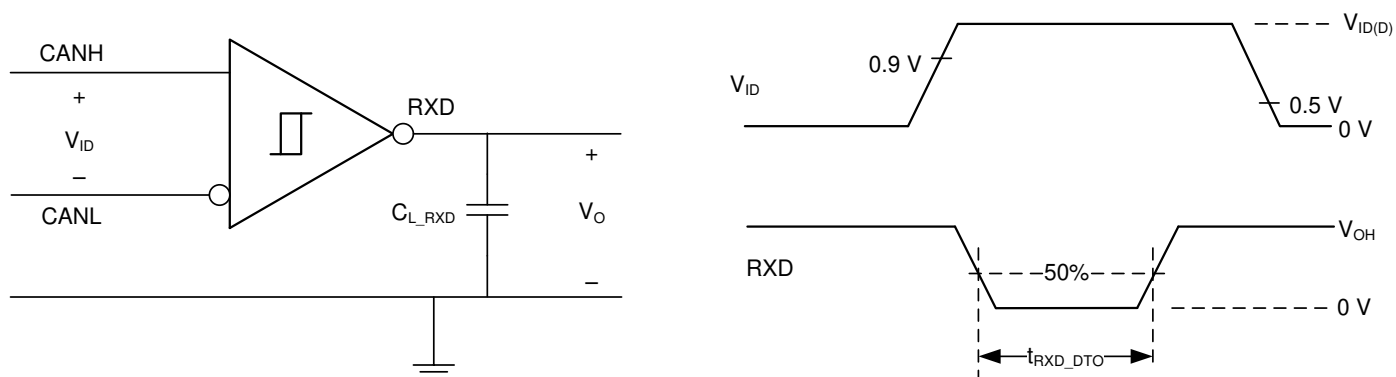 CANH
+
V_ID
–
CANL
RXD
C_L_RXD
+
V_O
–
V_ID
0.9 V
V_ID(D)
0.5 V
0 V
RXD
V_OH
50%
0 V
t_RXD_DTO